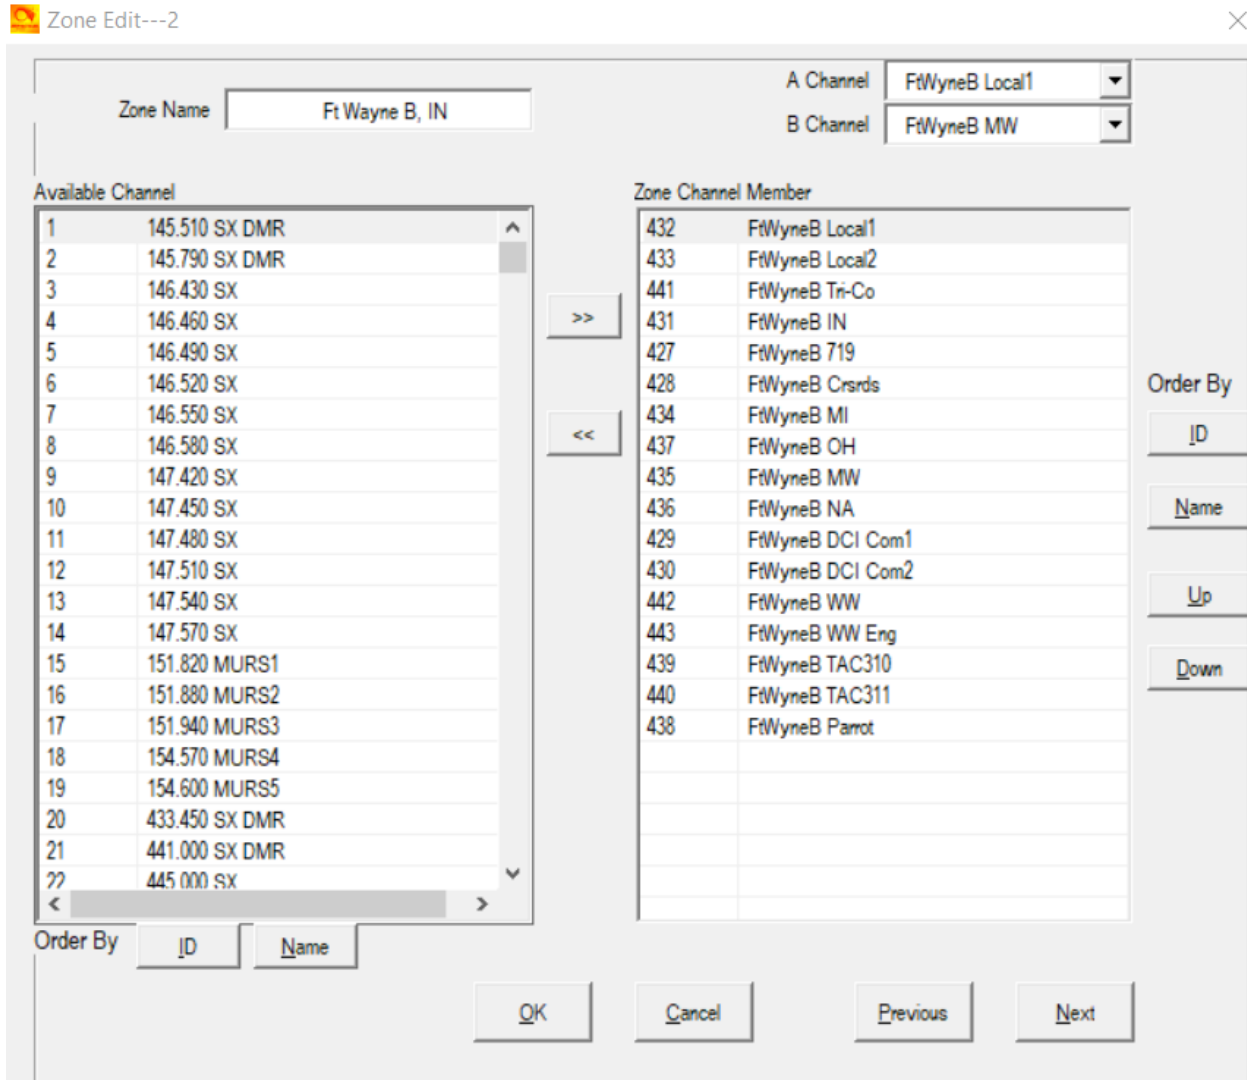 Zone Edit---2
A Channel FtWyneB Local1
Zone Name Ft Wayne B, IN
B Channel FtWyneB MW
Available Channel
1 145.510 SX DMR
2 145.790 SX DMR
3 146.430 SX
4 146.460 SX
5 146.490 SX
6 146.520 SX
7 146.550 SX
8 146.580 SX
9 147.420 SX
10 147.450 SX
11 147.480 SX
12 147.510 SX
13 147.540 SX
14 147.570 SX
15 151.820 MURS1
16 151.880 MURS2
17 151.940 MURS3
18 154.570 MURS4
19 154.600 MURS5
20 433.450 SX DMR
21 441.000 SX DMR
22 445.000 SX
Order By ID Name
>>
<<
Zone Channel Member
432 FtWyneB Local1
433 FtWyneB Local2
441 FtWyneB Tri-Co
431 FtWyneB IN
427 FtWyneB 719
428 FtWyneB Crsrds
434 FtWyneB MI
437 FtWyneB OH
435 FtWyneB MW
436 FtWyneB NA
429 FtWyneB DCI Com1
430 FtWyneB DCI Com2
442 FtWyneB WW
443 FtWyneB WW Eng
439 FtWyneB TAC310
440 FtWyneB TAC311
438 FtWyneB Parrot
Order By
ID
Name
Up
Down
OK Cancel Previous Next